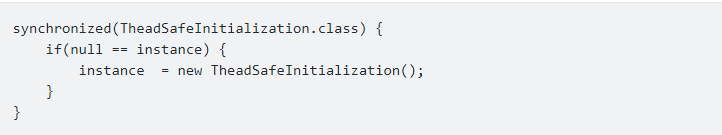 synchronized(TheadSafeInitialization.class) {
    if(null == instance) {
        instance  = new TheadSafeInitialization();
    }
}